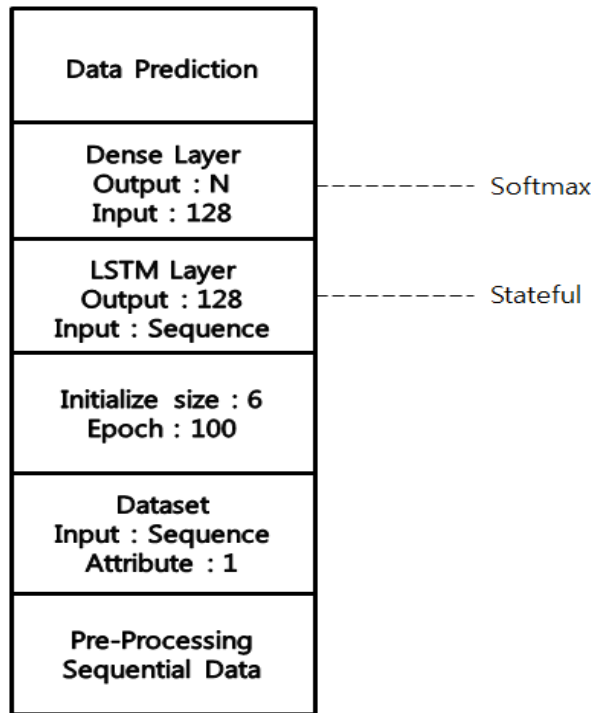 Data Prediction
Dense Layer
Output : N
Input : 128
Softmax
LSTM Layer
Output : 128
Input : Sequence
Stateful
Initialize size : 6
Epoch : 100
Dataset
Input : Sequence
Attribute : 1
Pre-Processing
Sequential Data